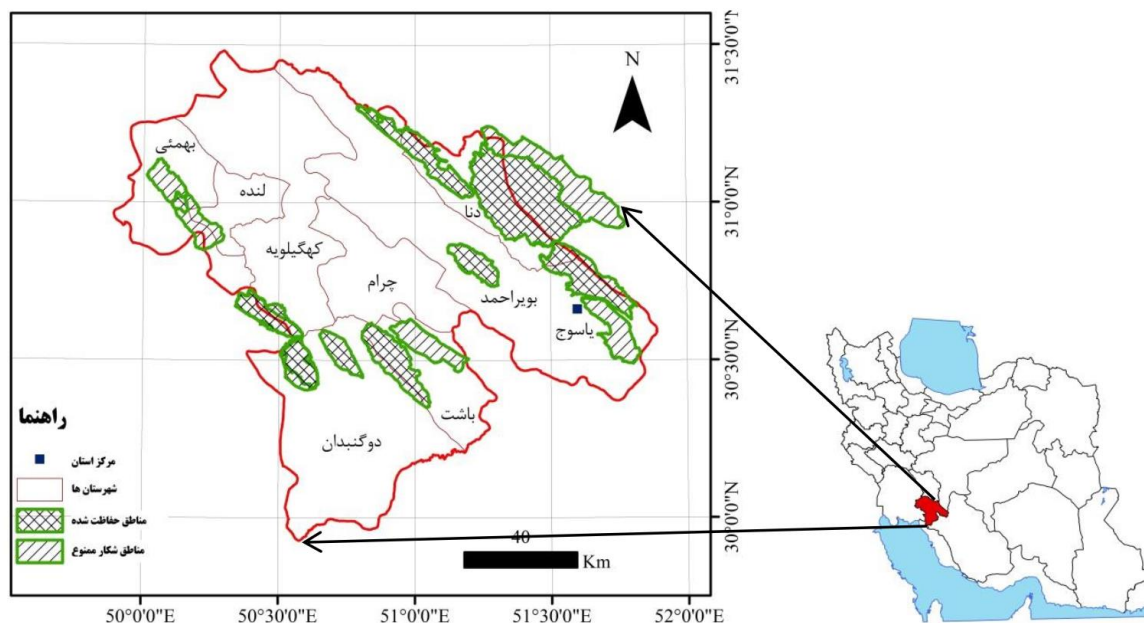 N
31°30'0"N
31°0'0"N
30°30'0"N
30°0'0"N
بهمئی
لنده
دنا
کهگیلویه
چرام
بویراحمد
یاسوج
باشت
دوگنبدان
راهنما
مرکز استان
شهرستان ها
مناطق حفاظت شده
مناطق شکار ممنوع
40
Km
50°0'0"E
50°30'0"E
51°0'0"E
51°30'0"E
52°0'0"E